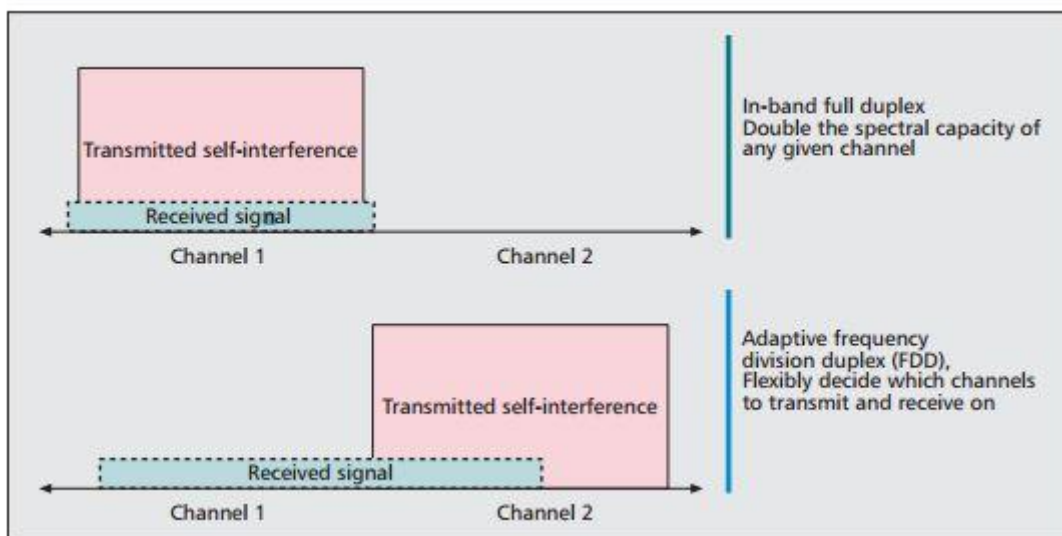 Transmitted self-interference
Received signal
Channel 1
Channel 2
In-band full duplex
Double the spectral capacity of
any given channel
Transmitted self-interference
Received signal
Channel 1
Channel 2
Adaptive frequency
division duplex (FDD),
Flexibly decide which channels
to transmit and receive on